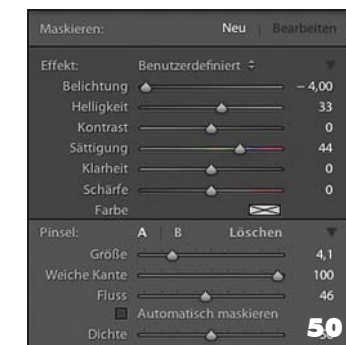 Maskieren: Neu | Bearbeiten
Effekt: Benutzerdefiniert
Belichtung – 4,00
Helligkeit 33
Kontrast 0
Sättigung 44
Klarheit 0
Schärfe 0
Farbe
Pinsel: A | B Löschen
Größe 4,1
Weiche Kante 100
Fluss 46
Automatisch maskieren
Dichte 50